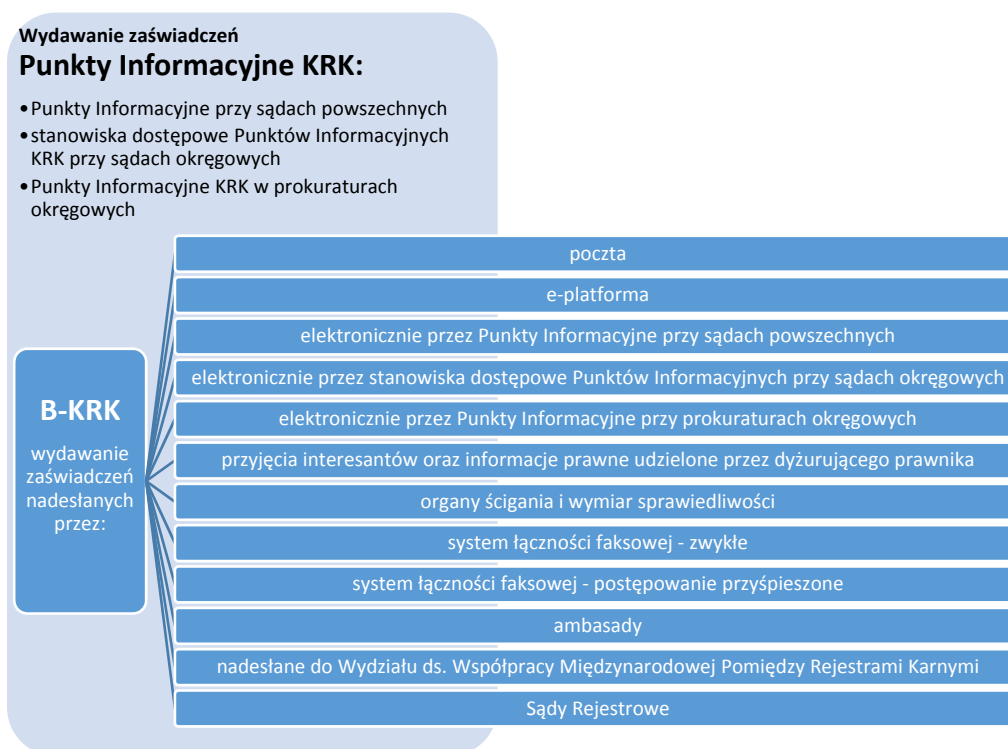 Wydawanie zaświadczeń
Punkty Informacyjne KRK:
•Punkty Informacyjne przy sądach powszechnych
•stanowiska dostępowe Punktów Informacyjnych
KRK przy sądach okręgowych
•Punkty Informacyjne KRK w prokuraturach
okręgowych
B-KRK
wydawanie
zaświadczeń
nadesłanych
przez:
poczta
e-platforma
elektronicznie przez Punkty Informacyjne przy sądach powszechnych
elektronicznie przez stanowiska dostępowe Punktów Informacyjnych przy sądach okręgowych
elektronicznie przez Punkty Informacyjne przy prokuraturach okręgowych
przyjęcia interesantów oraz informacje prawne udzielone przez dyżurującego prawnika
organy ścigania i wymiar sprawiedliwości
system łączności faksowej - zwykłe
system łączności faksowej - postępowanie przyśpieszone
ambasady
nadesłane do Wydziału ds. Współpracy Międzynarodowej Pomiędzy Rejestrami Karnymi
Sądy Rejestrowe